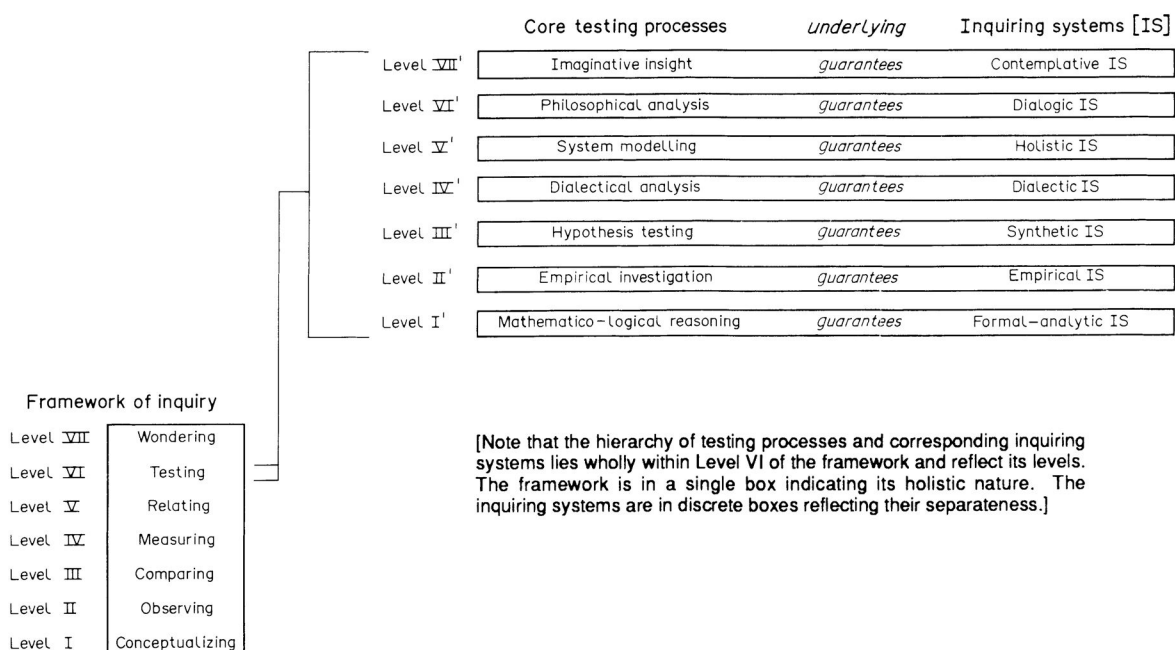 Core testing processes underlying Inquiring systems [IS]
Level VII' Imaginative insight guarantees Contemplative IS
Level VI' Philosophical analysis guarantees Dialogic IS
Level V' System modelling guarantees Holistic IS
Level IV' Dialectical analysis guarantees Dialectic IS
Level III' Hypothesis testing guarantees Synthetic IS
Level II' Empirical investigation guarantees Empirical IS
Level I' Mathematico-logical reasoning guarantees Formal-analytic IS
Framework of inquiry
Level VII Wondering
Level VI Testing
Level V Relating
Level IV Measuring
Level III Comparing
Level II Observing
Level I Conceptualizing
[Note that the hierarchy of testing processes and corresponding inquiring
systems lies wholly within Level VI of the framework and reflect its levels.
The framework is in a single box indicating its holistic nature. The
inquiring systems are in discrete boxes reflecting their separateness.]